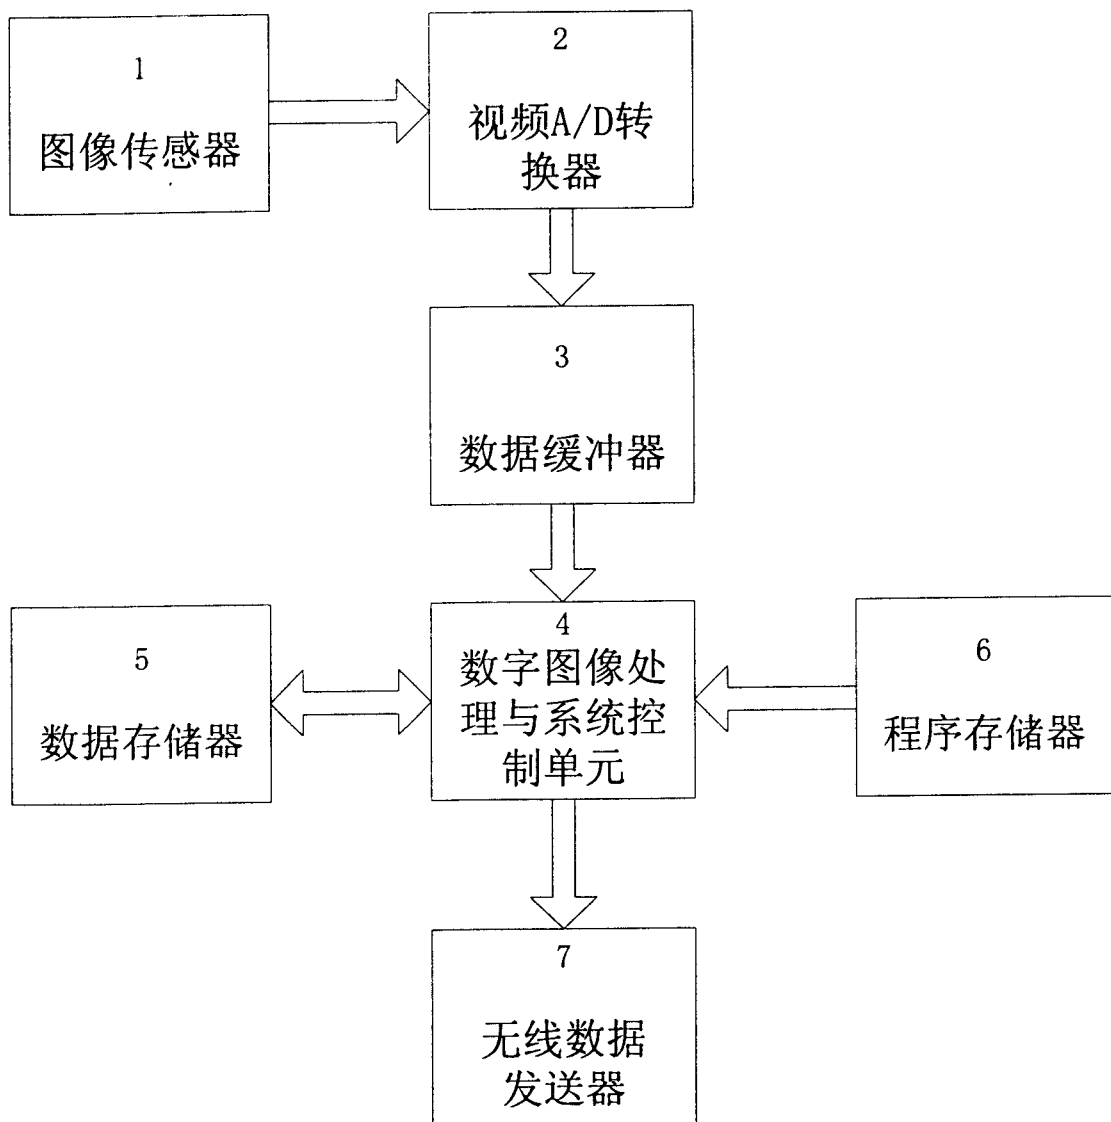 1
图像传感器
2
视频A/D转
换器
3
数据缓冲器
4
数字图像处
理与系统控
制单元
5
数据存储器
6
程序存储器
7
无线数据
发送器